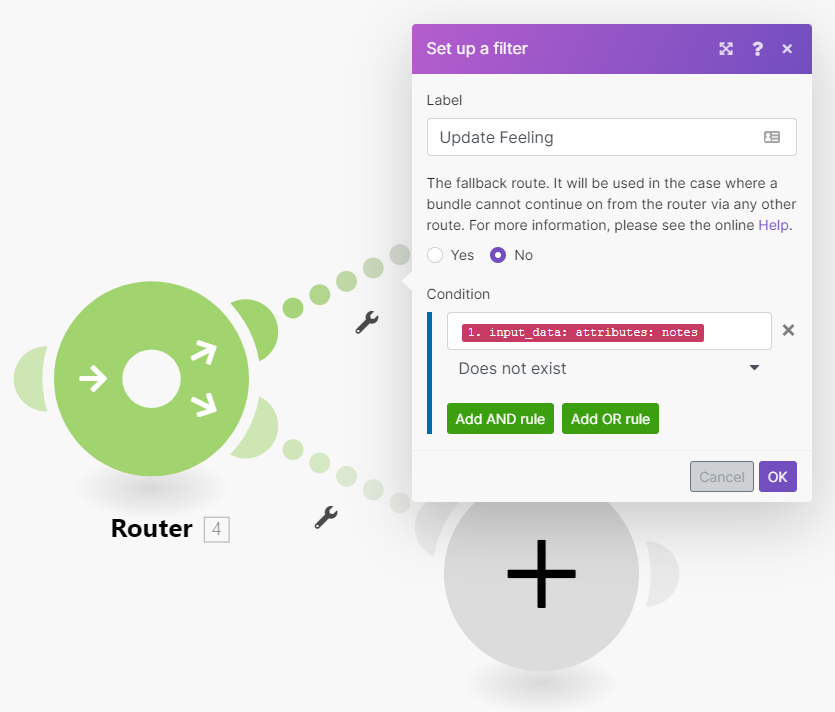 Set up a filter
?
Label
Update Feeling
The fallback route. It will be used in the case where a
bundle cannot continue on from the router via any other
route. For more information, please see the online Help.
Yes No
Condition
1. input_data: attributes: notes
Does not exist
Add AND rule Add OR rule
Cancel OK
Router 4